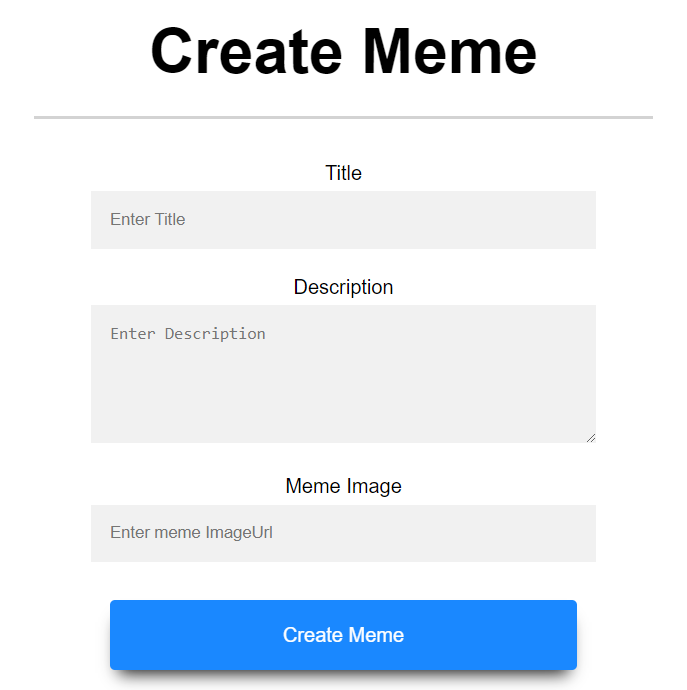 Create Meme
Title
Enter Title
Description
Enter Description
Meme Image
Enter meme ImageUrl
Create Meme